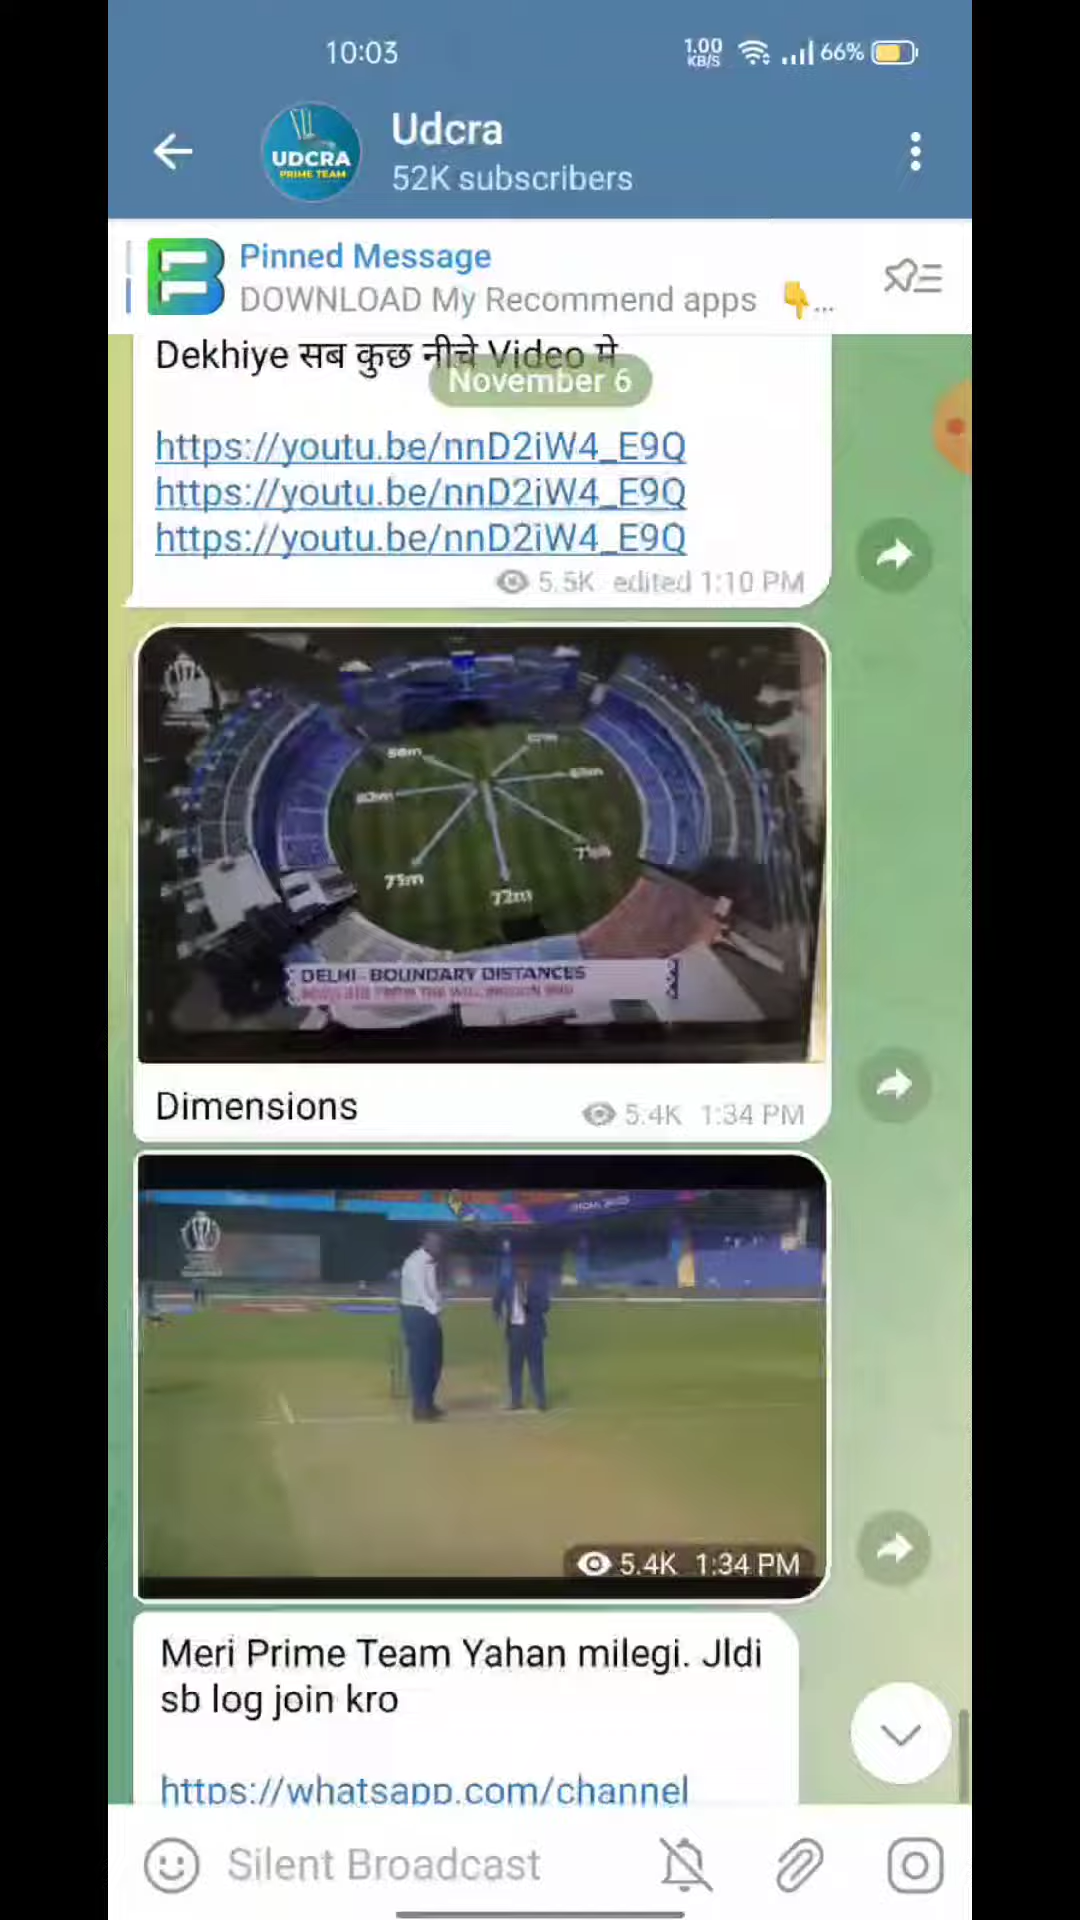 10:03
1.00
KB/S
66%
UDCRA
PRIME TEAM
Udcra
52K subscribers
Pinned Message
DOWNLOAD My Recommend apps 👇...
Dekhiye सब कुछ नीचे Video मे
November 6
https://youtu.be/nnD2iW4_E9Q
https://youtu.be/nnD2iW4_E9Q
https://youtu.be/nnD2iW4_E9Q
5.5K edited 1:10 PM
75m
72m
DELHI - BOUNDARY DISTANCES
Dimensions
5.4K 1:34 PM
5.4K 1:34 PM
Meri Prime Team Yahan milegi. Jldi
sb log join kro
https://whatsapp.com/channel
Silent Broadcast